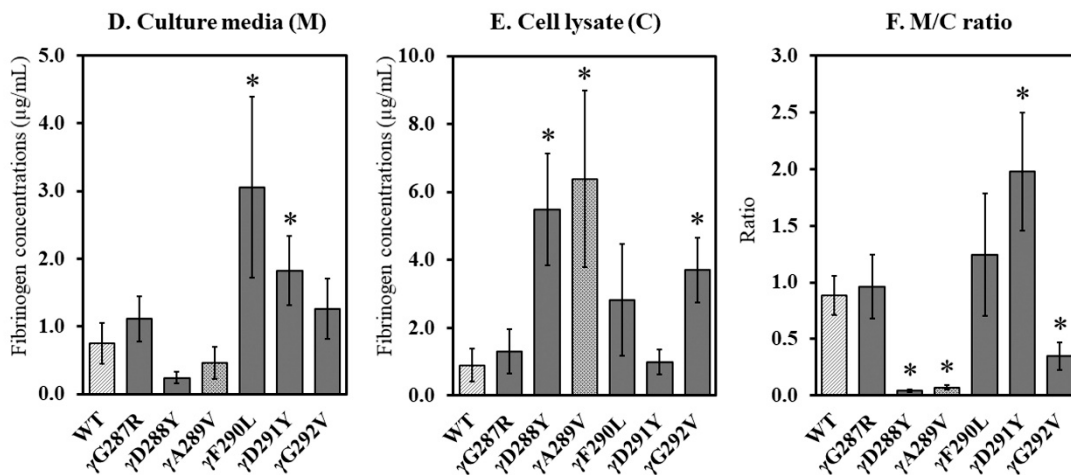 D. Culture media (M)
Fibrinogen concentrations (µg/mL)
5.0
4.0
3.0
2.0
1.0
0.0
*
*
WT
γG287R
γD288Y
γA289V
γF290L
γD291Y
γG292V
E. Cell lysate (C)
Fibrinogen concentrations (µg/mL)
10.0
8.0
6.0
4.0
2.0
0.0
*
*
*
WT
γG287R
γD288Y
γA289V
γF290L
γD291Y
γG292V
F. M/C ratio
Ratio
3.0
2.5
2.0
1.5
1.0
0.5
0.0
*
*
*
*
WT
γG287R
γD288Y
γA289V
γF290L
γD291Y
γG292V